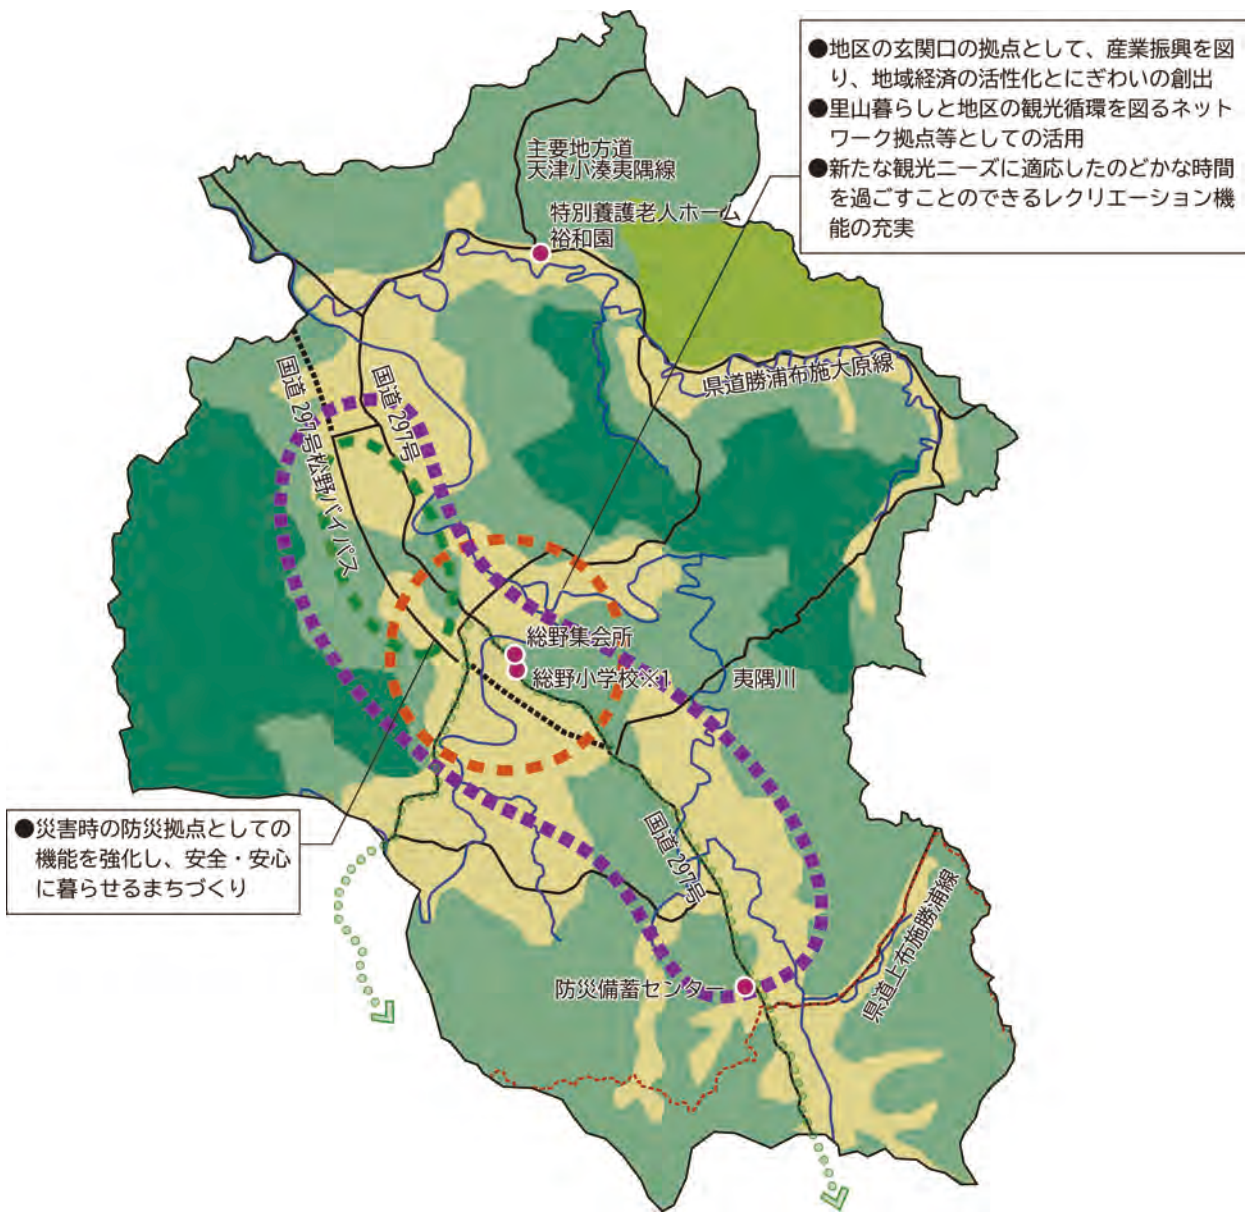 ●地区の玄関口の拠点として、産業振興を図
り、地域経済の活性化とにぎわいの創出
●里山暮らしと地区の観光循環を図るネット
ワーク拠点等としての活用
●新たな観光ニーズに適応したのどかな時間
を過ごすことのできるレクリエーション機
能の充実
主要地方道
天津小湊夷隅線
特別養護老人ホーム
裕和園
県道勝浦布施大原線
国道297号
国道297号松野バイパス
総野集会所
総野小学校※1
夷隅川
●災害時の防災拠点としての
機能を強化し、安全・安心
に暮らせるまちづくり
国道297号
県道上布施勝浦線
防災備蓄センター